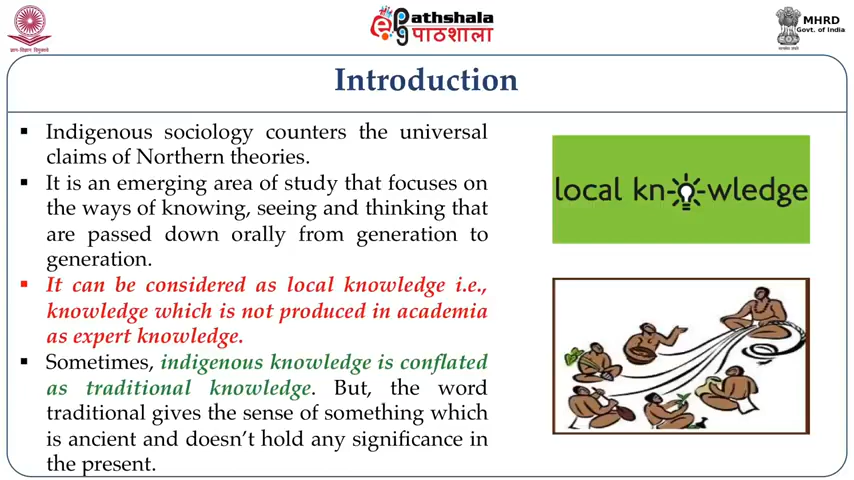 ज्ञान-विज्ञान विमुक्तये
e Pathshala
पाठशाला
MHRD
Govt. of India
Introduction
▪ Indigenous sociology counters the universal
claims of Northern theories.
▪ It is an emerging area of study that focuses on
the ways of knowing, seeing and thinking that
are passed down orally from generation to
generation.
▪ It can be considered as local knowledge i.e.,
knowledge which is not produced in academia
as expert knowledge.
▪ Sometimes, indigenous knowledge is conflated
as traditional knowledge. But, the word
traditional gives the sense of something which
is ancient and doesn't hold any significance in
the present.
local kn-o-wledge